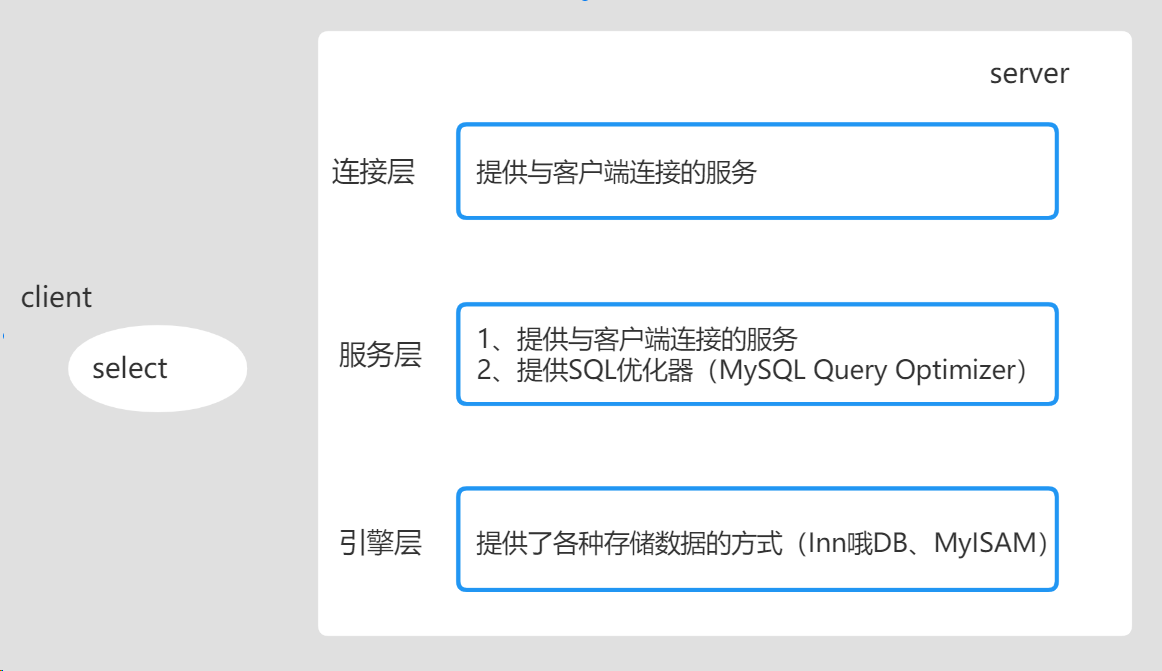 server
连接层
提供与客户端连接的服务
client
select
服务层
1、提供与客户端连接的服务
2、提供SQL优化器（MySQL Query Optimizer）
引擎层
提供了各种存储数据的方式（Inn哦DB、MyISAM）